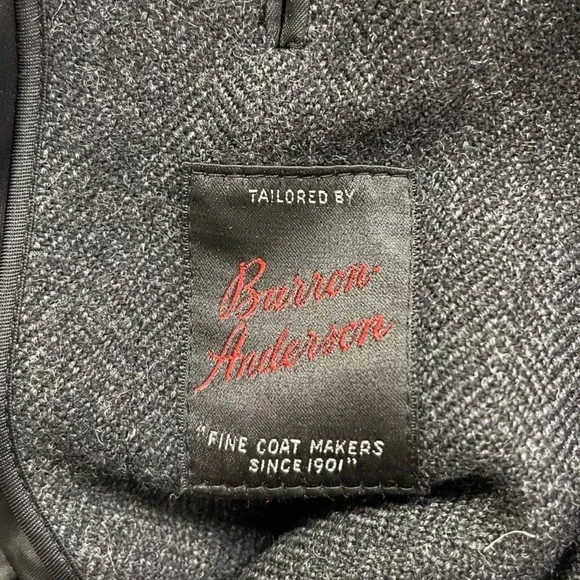 TAILORED BY
Barron-
Anderson
"FINE COAT MAKERS
SINCE 1901"